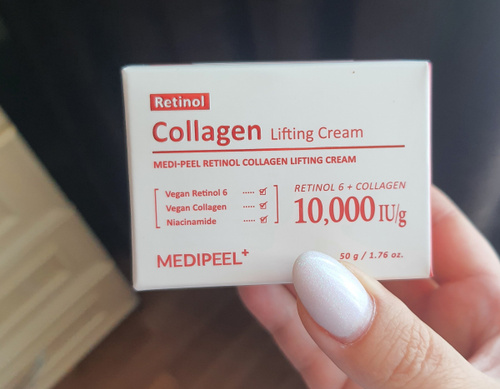 Retinol
Collagen Lifting Cream
MEDI-PEEL RETINOL COLLAGEN LIFTING CREAM
Vegan Retinol 6 ..... ☑
Vegan Collagen ..... ☑
Niacinamide ..... ☑
RETINOL 6 + COLLAGEN
10,000 IU/g
MEDIPEEL+
50 g / 1.76 oz.